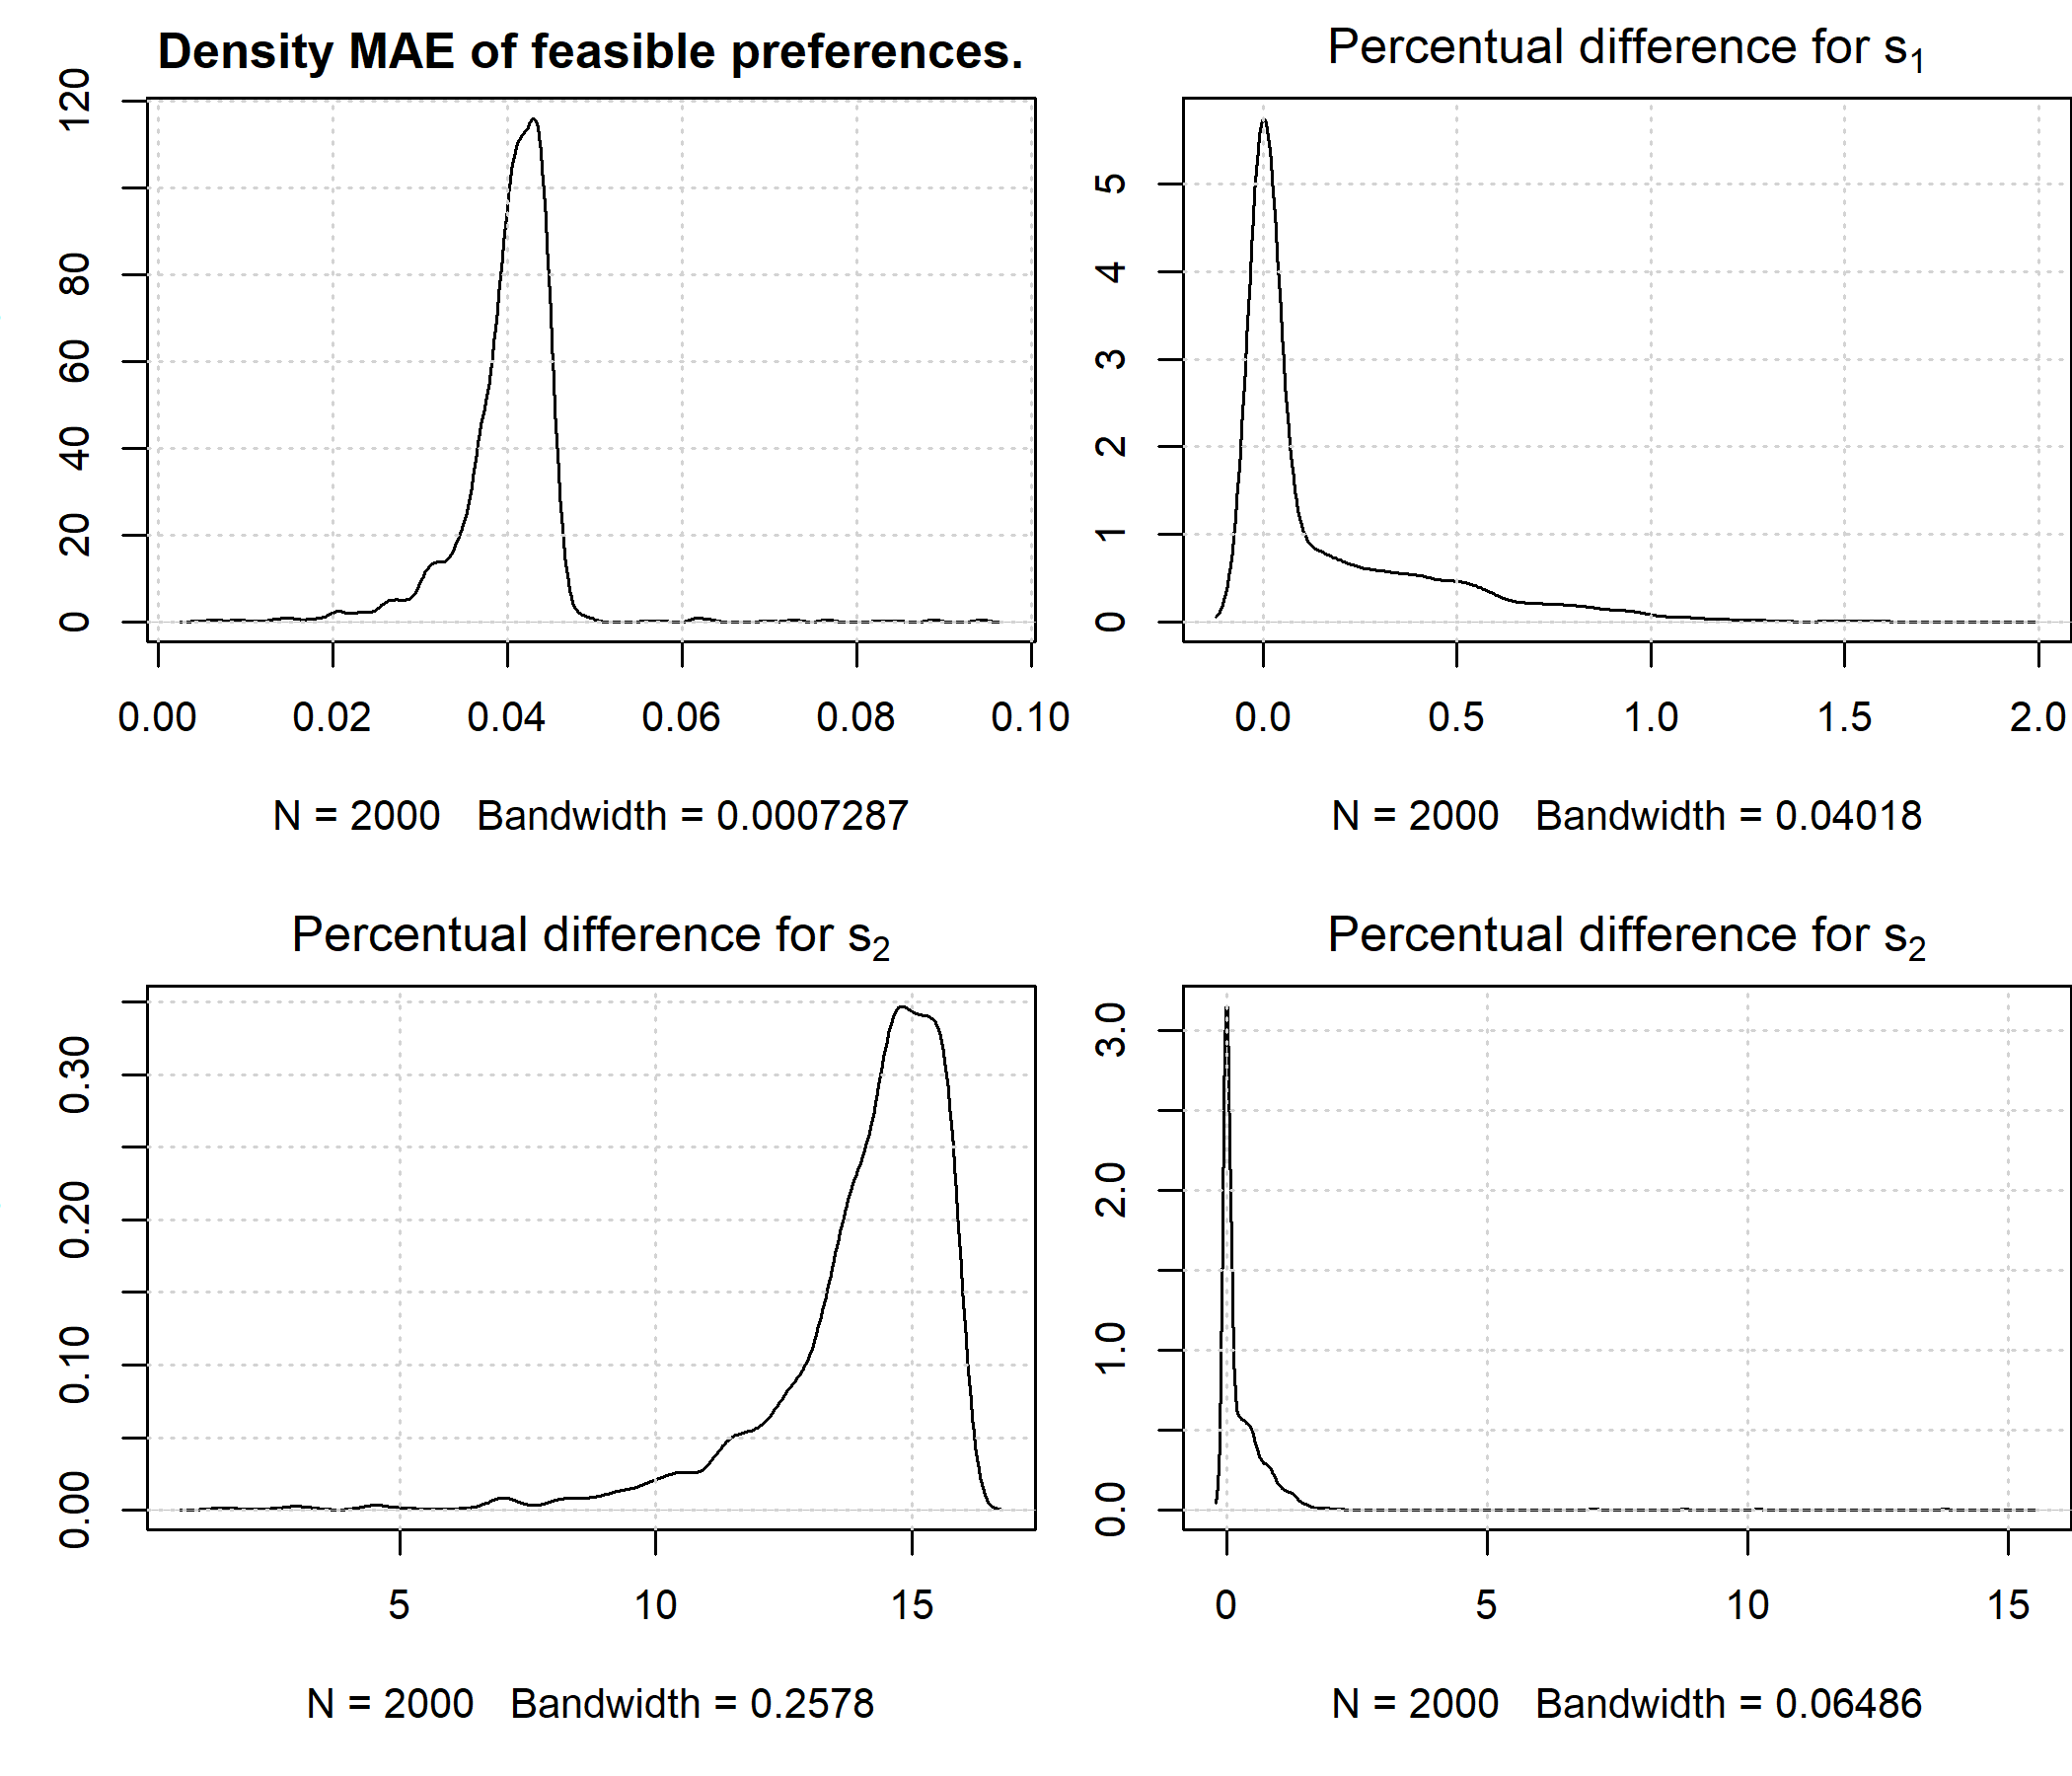 Density MAE of feasible preferences.
120
80
60
40
20
0
0.00 0.02 0.04 0.06 0.08 0.10
N = 2000 Bandwidth = 0.0007287
Percentual difference for s1
5
4
3
2
1
0
0.0 0.5 1.0 1.5 2.0
N = 2000 Bandwidth = 0.04018
Percentual difference for s2
0.30
0.20
0.10
0.00
5 10 15
N = 2000 Bandwidth = 0.2578
Percentual difference for s2
3.0
2.0
1.0
0.0
0 5 10 15
N = 2000 Bandwidth = 0.06486